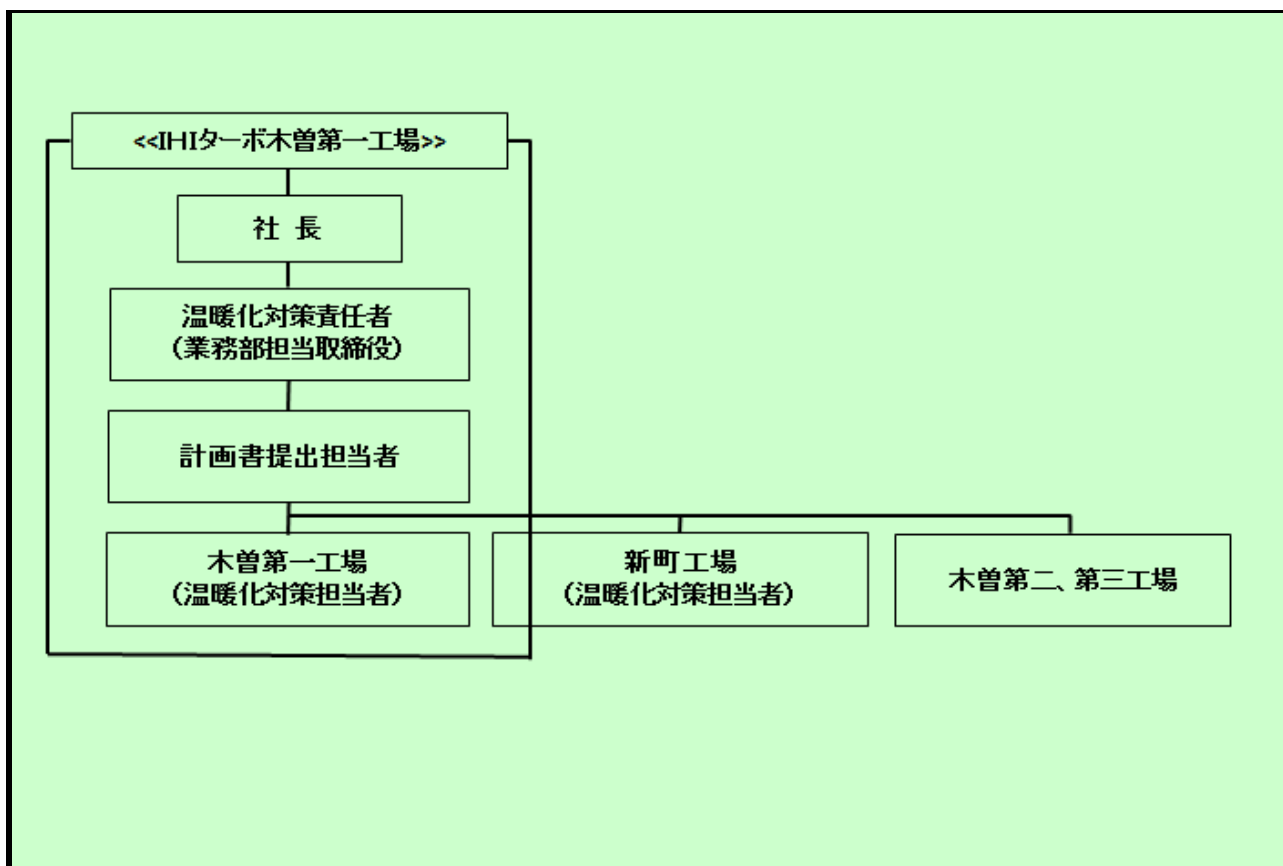 <<IHIターボ木曽第一工場>>
社 長
温暖化対策責任者
（業務部担当取締役）
計画書提出担当者
木曽第一工場
（温暖化対策担当者）
新町工場
（温暖化対策担当者）
木曽第二、第三工場